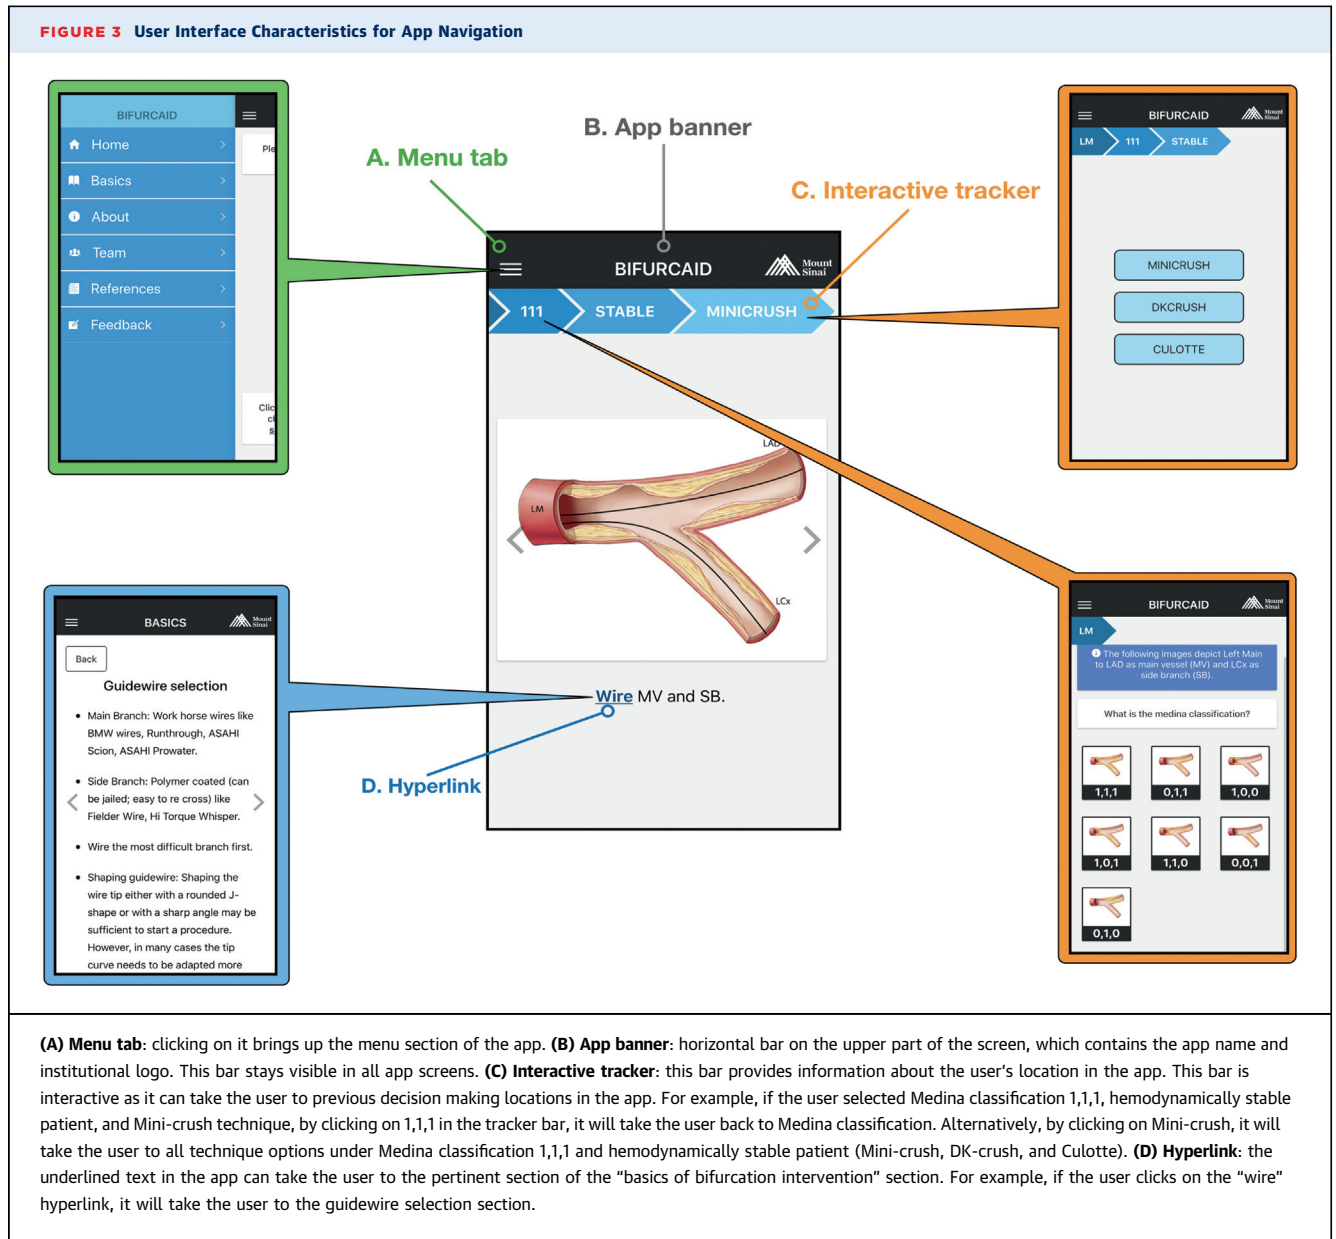 FIGURE 3 User Interface Characteristics for App Navigation
BIFURCAID
Home
Basics
About
Team
References
Feedback
Ple
Clic
cl
s
A. Menu tab
B. App banner
C. Interactive tracker
BIFURCAID
Mount
Sinai
111
STABLE
MINICRUSH
LAD
LM
LCx
Wire MV and SB.
D. Hyperlink
BIFURCAID
Mount
Sinai
LM
111
STABLE
MINICRUSH
DKCRUSH
CULOTTE
BASICS
Mount
Sinai
Back
Guidewire selection
• Main Branch: Work horse wires like
BMW wires, Runthrough, ASAHI
Scion, ASAHI Prowater.
• Side Branch: Polymer coated (can
be jailed; easy to re cross) like
Fielder Wire, Hi Torque Whisper.
• Wire the most difficult branch first.
• Shaping guidewire: Shaping the
wire tip either with a rounded J-
shape or with a sharp angle may be
sufficient to start a procedure.
However, in many cases the tip
curve needs to be adapted more
BIFURCAID
Mount
Sinai
LM
The following images depict Left Main
to LAD as main vessel (MV) and LCx as
side branch (SB).
What is the medina classification?
1,1,1
0,1,1
1,0,0
1,0,1
1,1,0
0,0,1
0,1,0
(A) Menu tab: clicking on it brings up the menu section of the app. (B) App banner: horizontal bar on the upper part of the screen, which contains the app name and
institutional logo. This bar stays visible in all app screens. (C) Interactive tracker: this bar provides information about the user's location in the app. This bar is
interactive as it can take the user to previous decision making locations in the app. For example, if the user selected Medina classification 1,1,1, hemodynamically stable
patient, and Mini-crush technique, by clicking on 1,1,1 in the tracker bar, it will take the user back to Medina classification. Alternatively, by clicking on Mini-crush, it will
take the user to all technique options under Medina classification 1,1,1 and hemodynamically stable patient (Mini-crush, DK-crush, and Culotte). (D) Hyperlink: the
underlined text in the app can take the user to the pertinent section of the “basics of bifurcation intervention” section. For example, if the user clicks on the “wire”
hyperlink, it will take the user to the guidewire selection section.